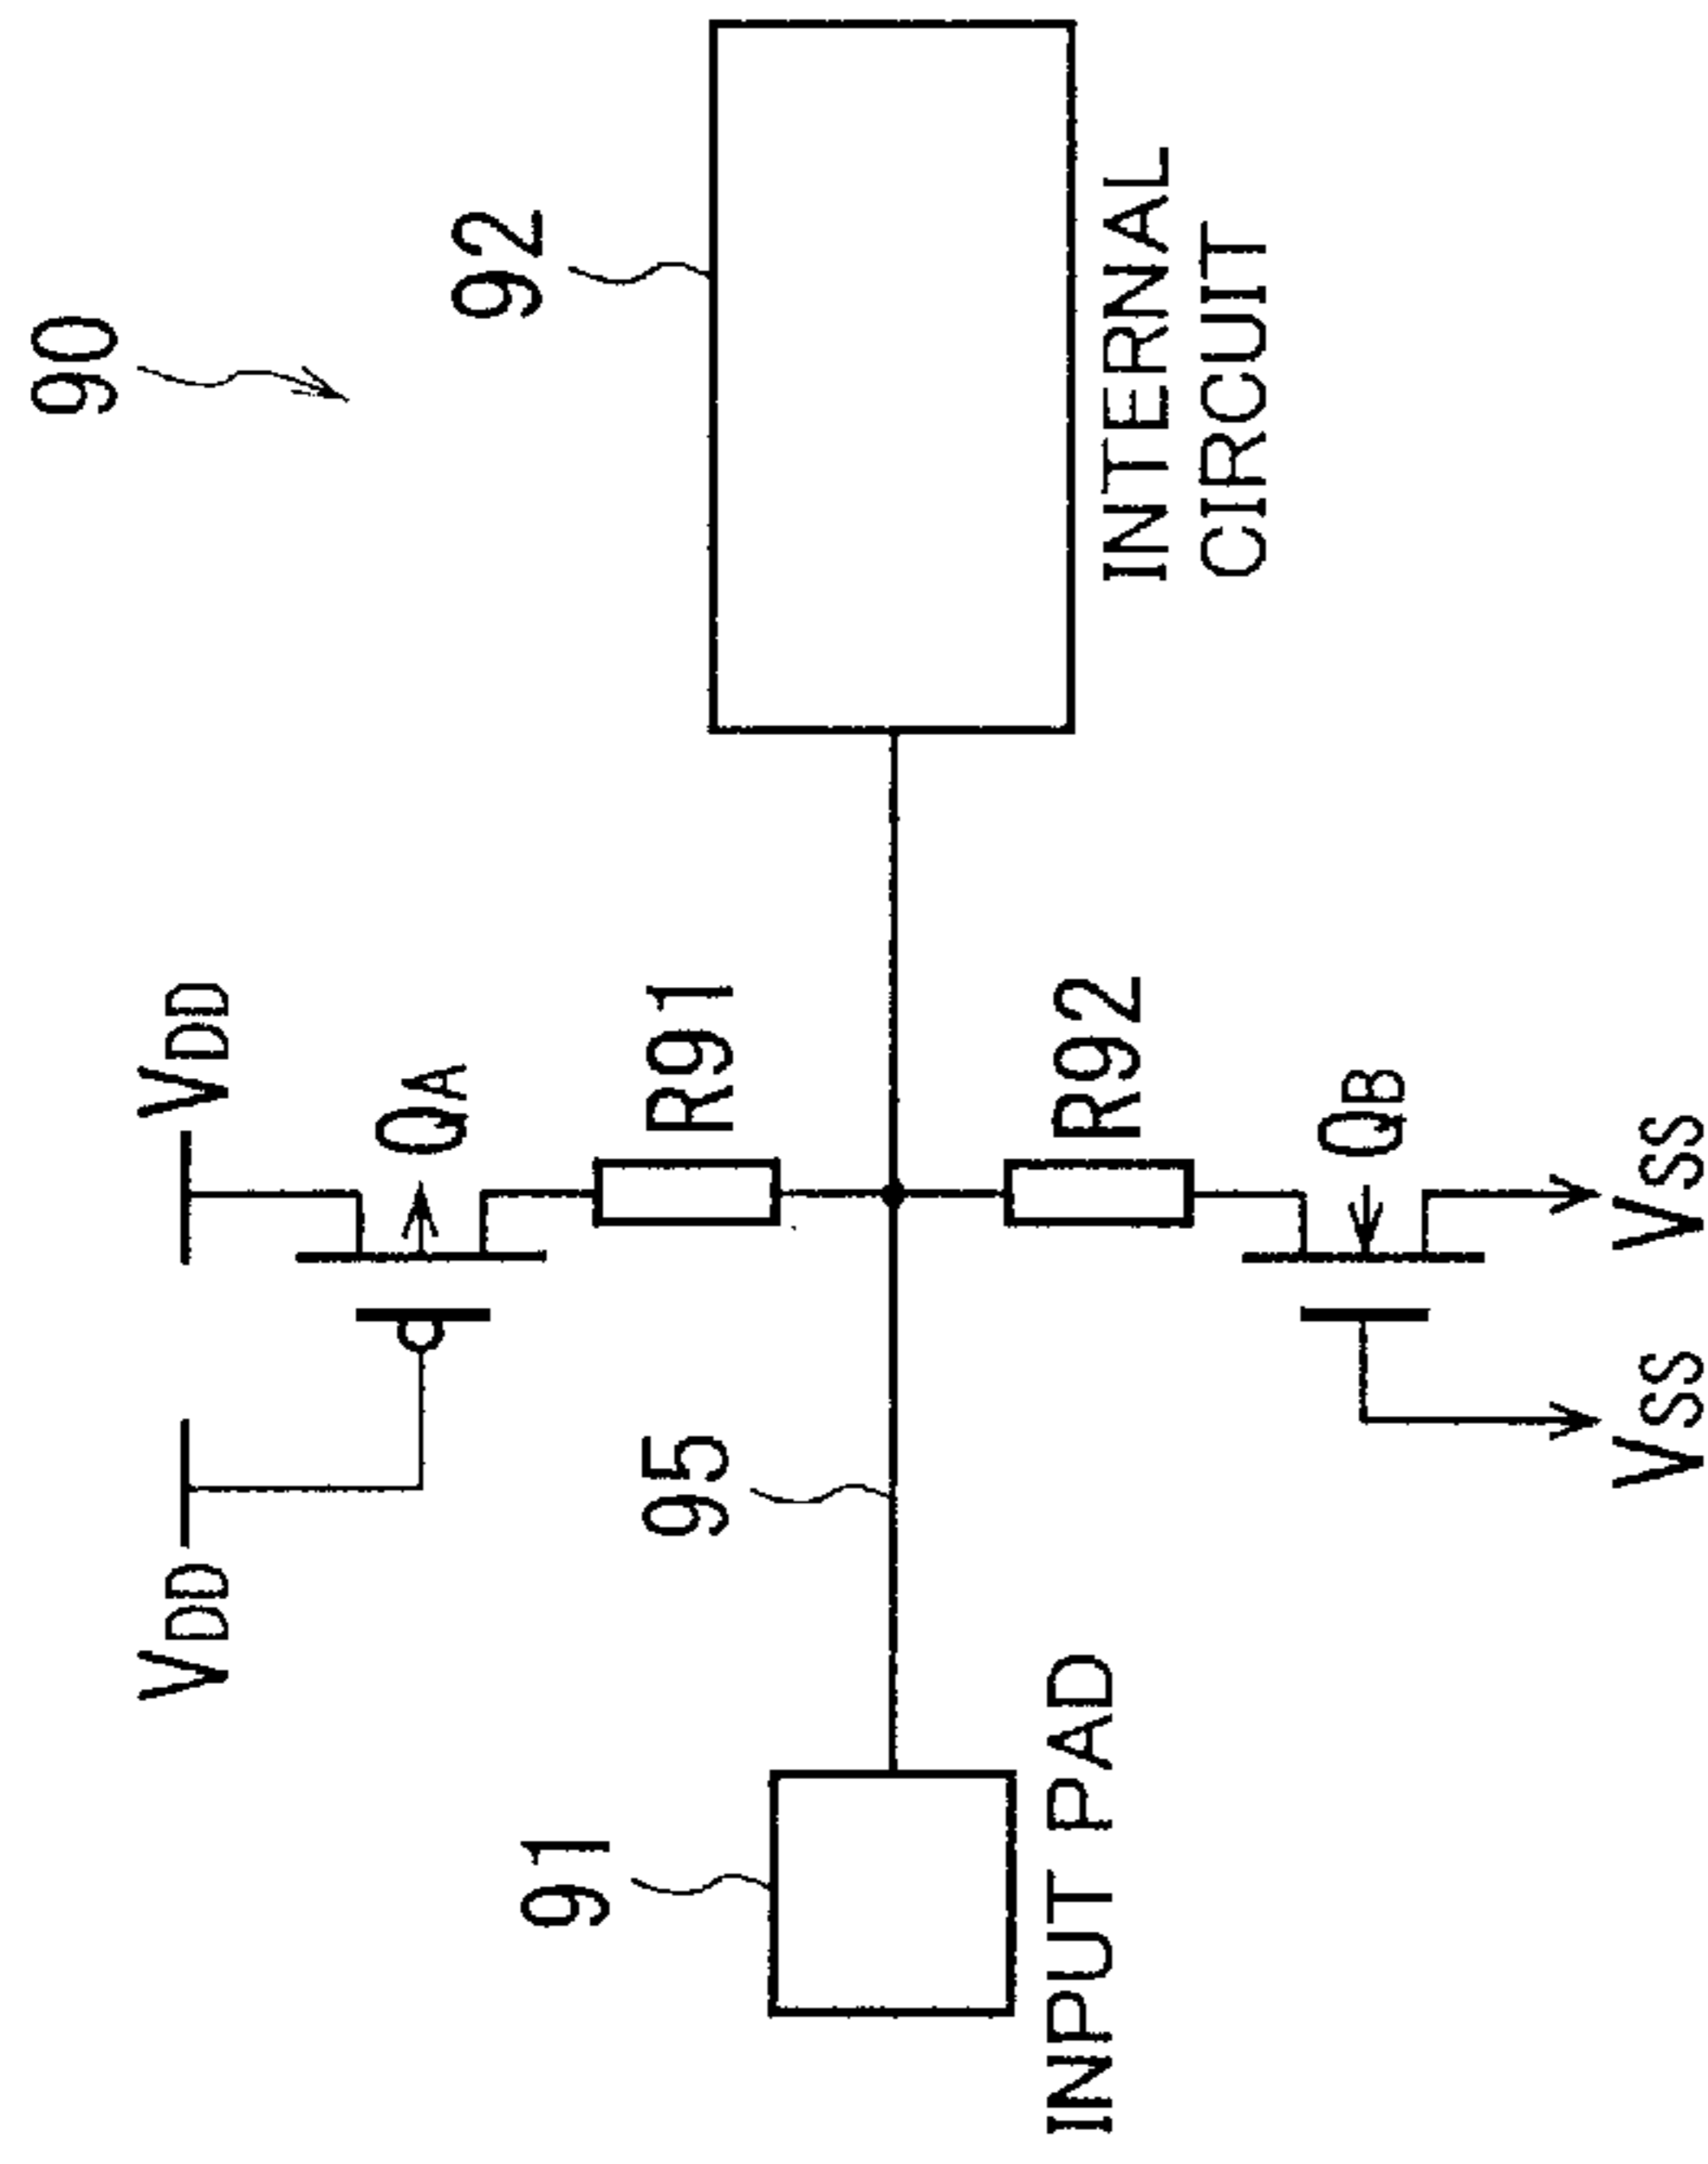 90
VDD
VDD
QA
92
R91
95
91
INPUT PAD
INTERNAL
CIRCUIT
R92
QB
VSS
VSS